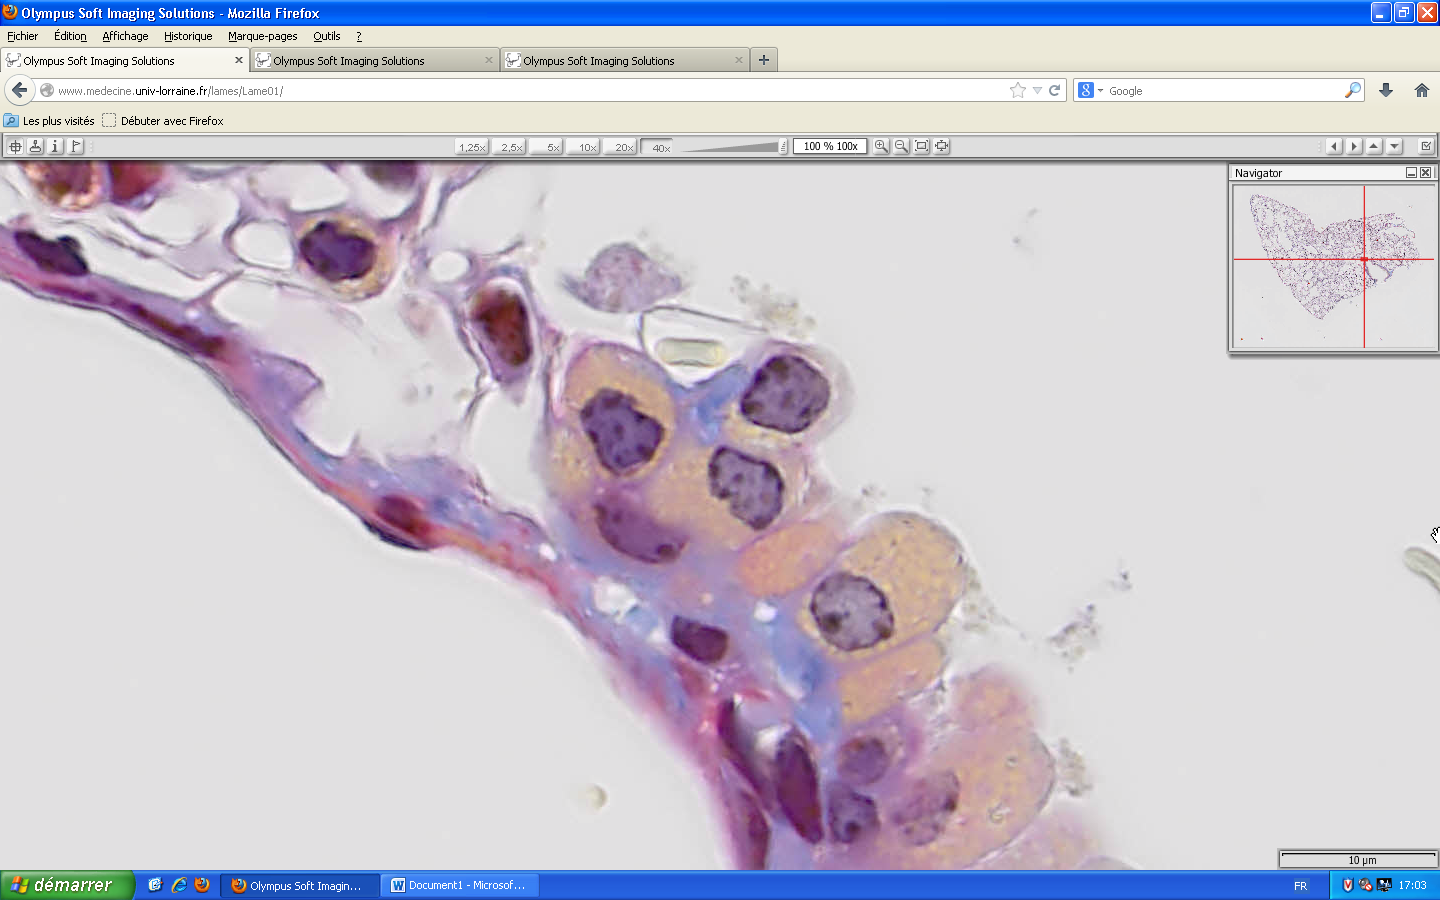 Olympus Soft Imaging Solutions - Mozilla Firefox
Fichier Édition Affichage Historique Marque-pages Outils ?
Olympus Soft Imaging Solutions Olympus Soft Imaging Solutions Olympus Soft Imaging Solutions
www.medecine.univ-lorraine.fr/lames/Lame01/ Google
Les plus visités Débuter avec Firefox
1,25x 2,5x 5x 10x 20x 40x 100 % 100x
Navigator
10 µm
démarrer Olympus Soft Imagin... Document1 - Microsof... FR 17:03